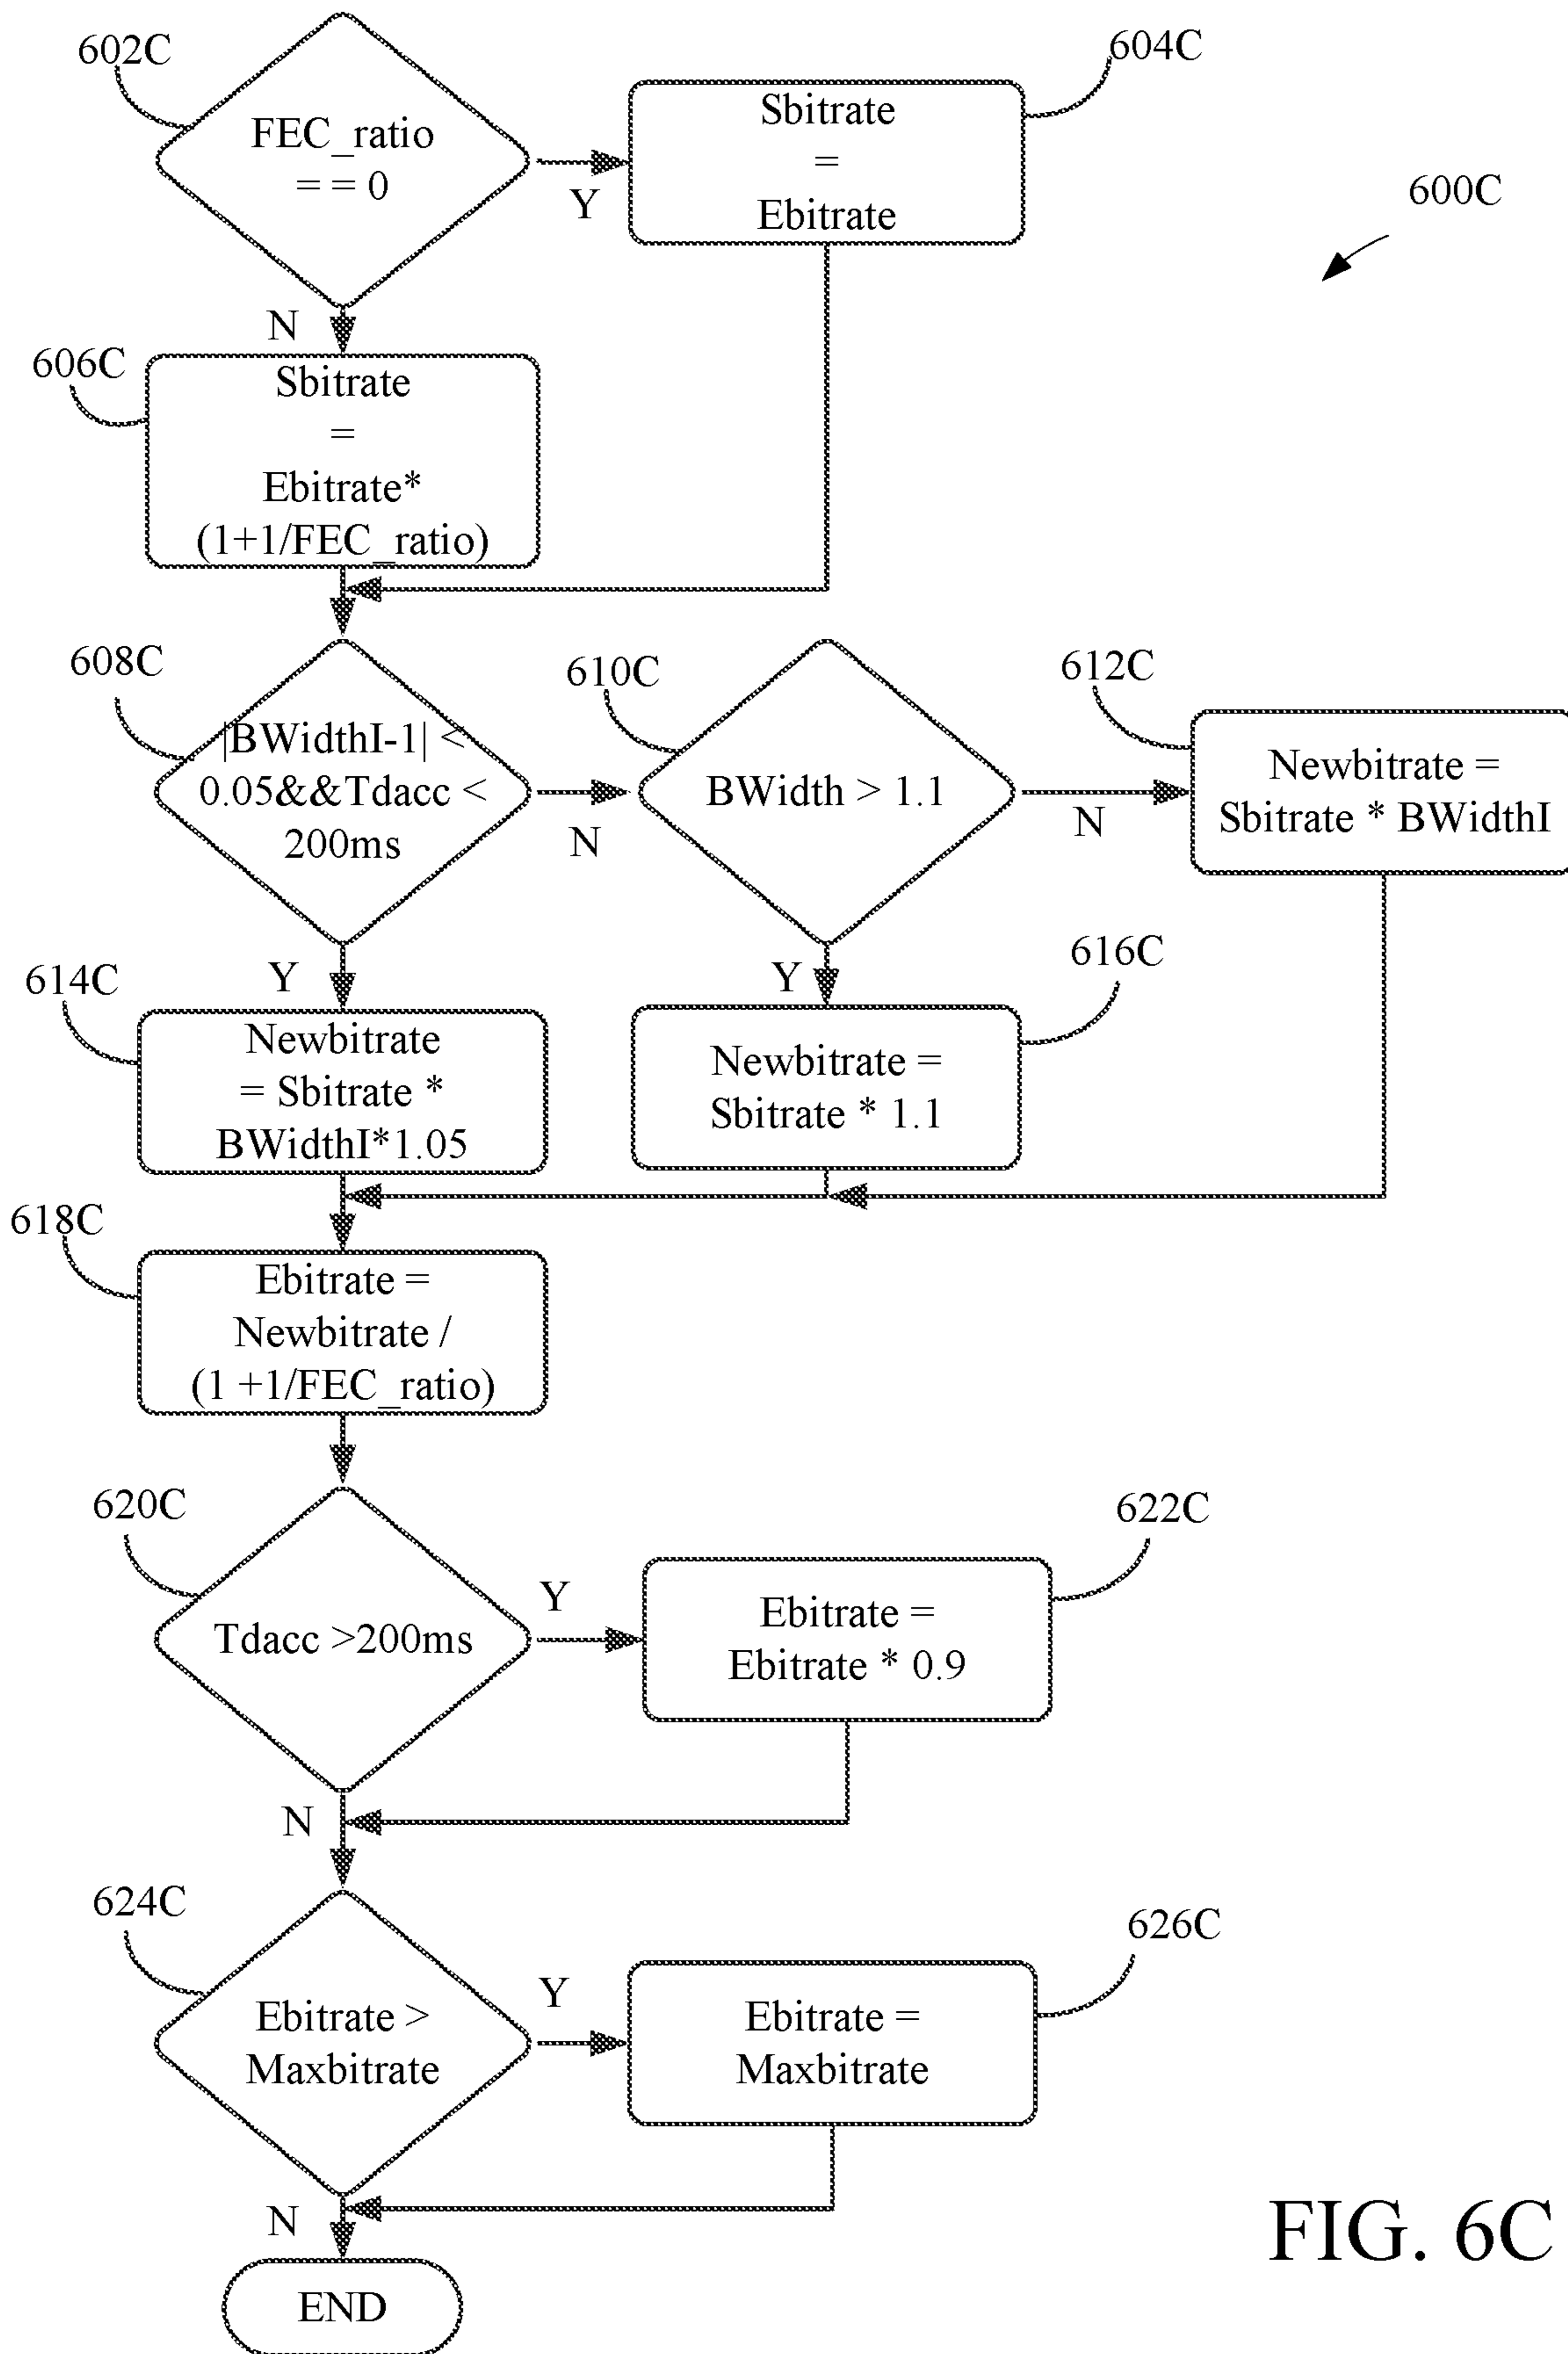 602C
FEC_ratio
= = 0
Y
604C
Sbitrate
=
Ebitrate
600C
N
606C
Sbitrate
=
Ebitrate*
(1+1/FEC_ratio)
608C
|BWidthI-1| <
0.05&&Tdacc <
200ms
N
610C
BWidth > 1.1
N
612C
Newbitrate =
Sbitrate * BWidthI
Y
614C
Newbitrate
= Sbitrate *
BWidthI*1.05
Y
616C
Newbitrate =
Sbitrate * 1.1
618C
Ebitrate =
Newbitrate /
(1 +1/FEC_ratio)
620C
Tdacc >200ms
Y
622C
Ebitrate =
Ebitrate * 0.9
N
624C
Ebitrate >
Maxbitrate
Y
626C
Ebitrate =
Maxbitrate
N
END
FIG. 6C